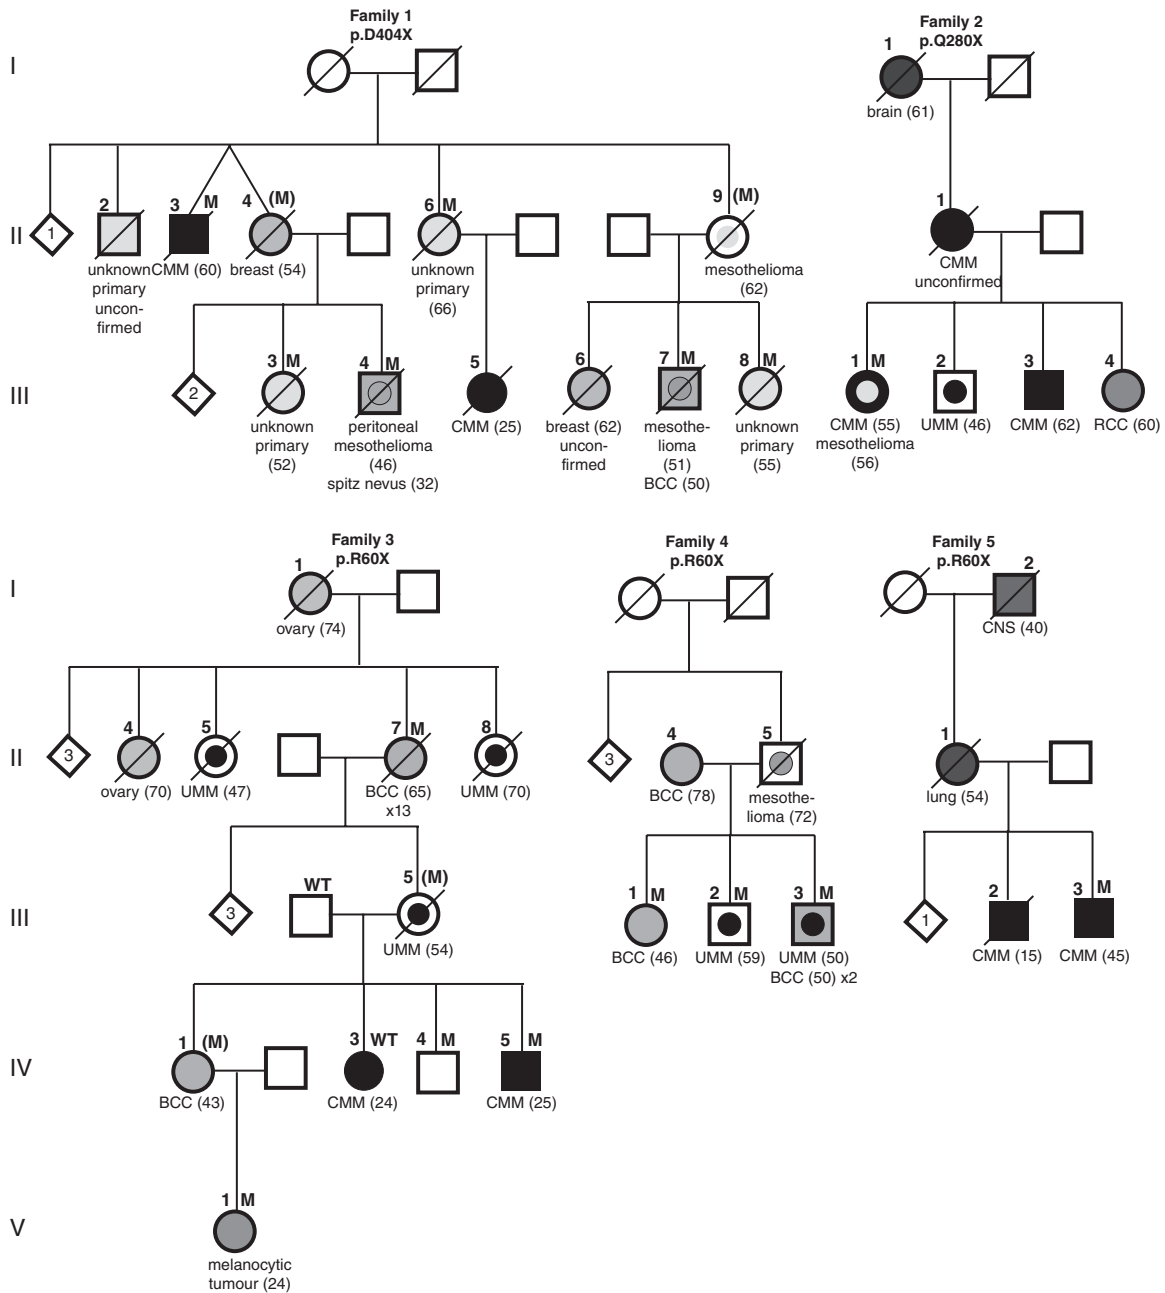 Family 1
p.D404X
Family 2
p.Q280X
I
1
brain (61)
2
3 M
4 (M)
6 M
9 (M)
1
II
1
unknown
primary
uncon-
firmed
CMM (60)
breast (54)
unknown
primary
(66)
mesothelioma
(62)
CMM
unconfirmed
3 M
4 M
5
6
7 M
8 M
1 M
2
3
4
III
2
unknown
primary
(52)
peritoneal
mesothelioma
(46)
spitz nevus (32)
CMM (25)
breast (62)
uncon-
firmed
mesothe-
lioma
(51)
BCC (50)
unknown
primary
(55)
CMM (55)
mesothelioma
(56)
UMM (46)
CMM (62)
RCC (60)
Family 3
p.R60X
Family 4
p.R60X
Family 5
p.R60X
I
1
2
ovary (74)
CNS (40)
4
5
7 M
8
4
5
1
II
3
3
ovary (70)
UMM (47)
BCC (65)
x13
UMM (70)
BCC (78)
mesothe-
lioma (72)
lung (54)
WT
5 (M)
1 M
2 M
3 M
2
3 M
III
3
1
UMM (54)
BCC (46)
UMM (59)
UMM (50)
BCC (50) x2
CMM (15)
CMM (45)
1 (M)
3 WT
4 M
5 M
IV
BCC (43)
CMM (24)
CMM (25)
1 M
V
melanocytic
tumour (24)